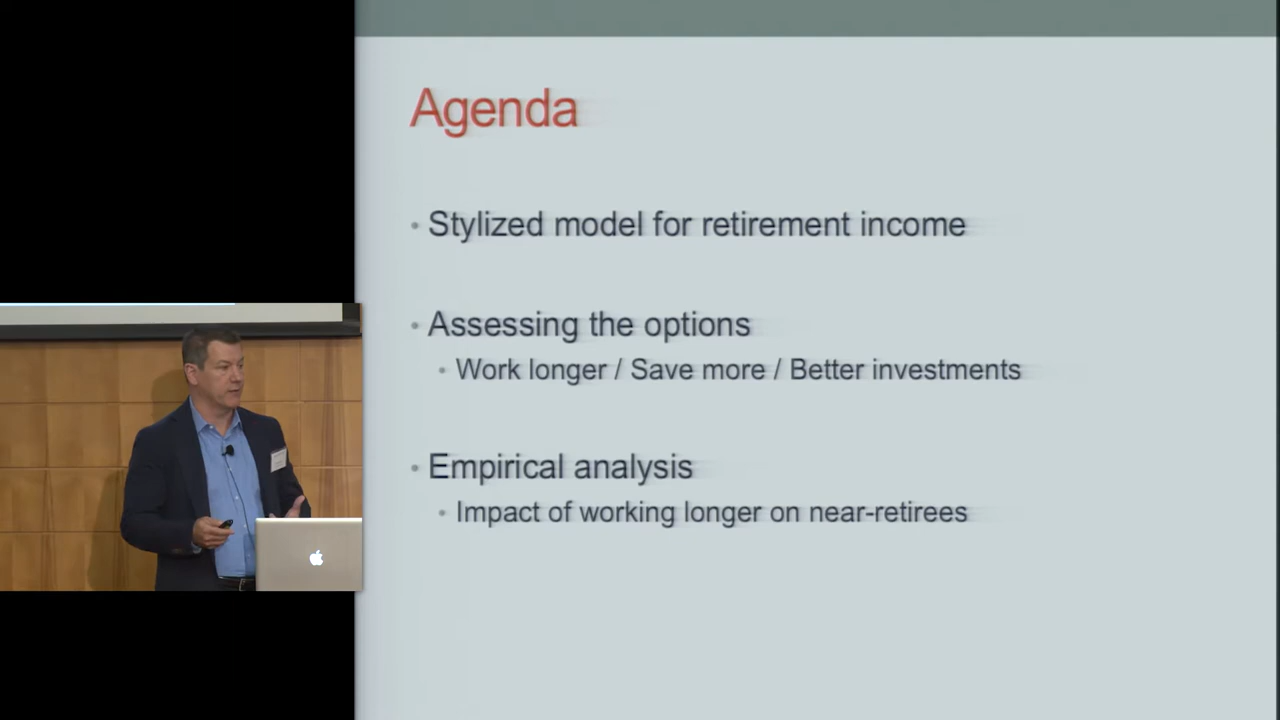 Agenda
• Stylized model for retirement income
• Assessing the options
• Work longer / Save more / Better investments
• Empirical analysis
• Impact of working longer on near-retirees